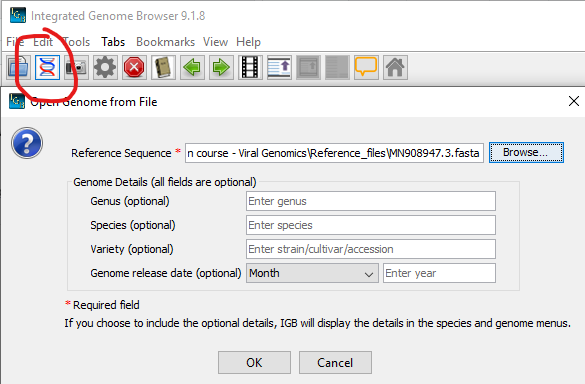 Integrated Genome Browser 9.1.8
File Edit Tools Tabs Bookmarks View Help
Open Genome from File
Reference Sequence * n course - Viral Genomics\Reference_files\MN908947.3.fasta Browse...
Genome Details (all fields are optional)
Genus (optional) Enter genus
Species (optional) Enter species
Variety (optional) Enter strain/cultivar/accession
Genome release date (optional) Month Enter year
* Required field
If you choose to include the optional details, IGB will display the details in the species and genome menus.
OK Cancel